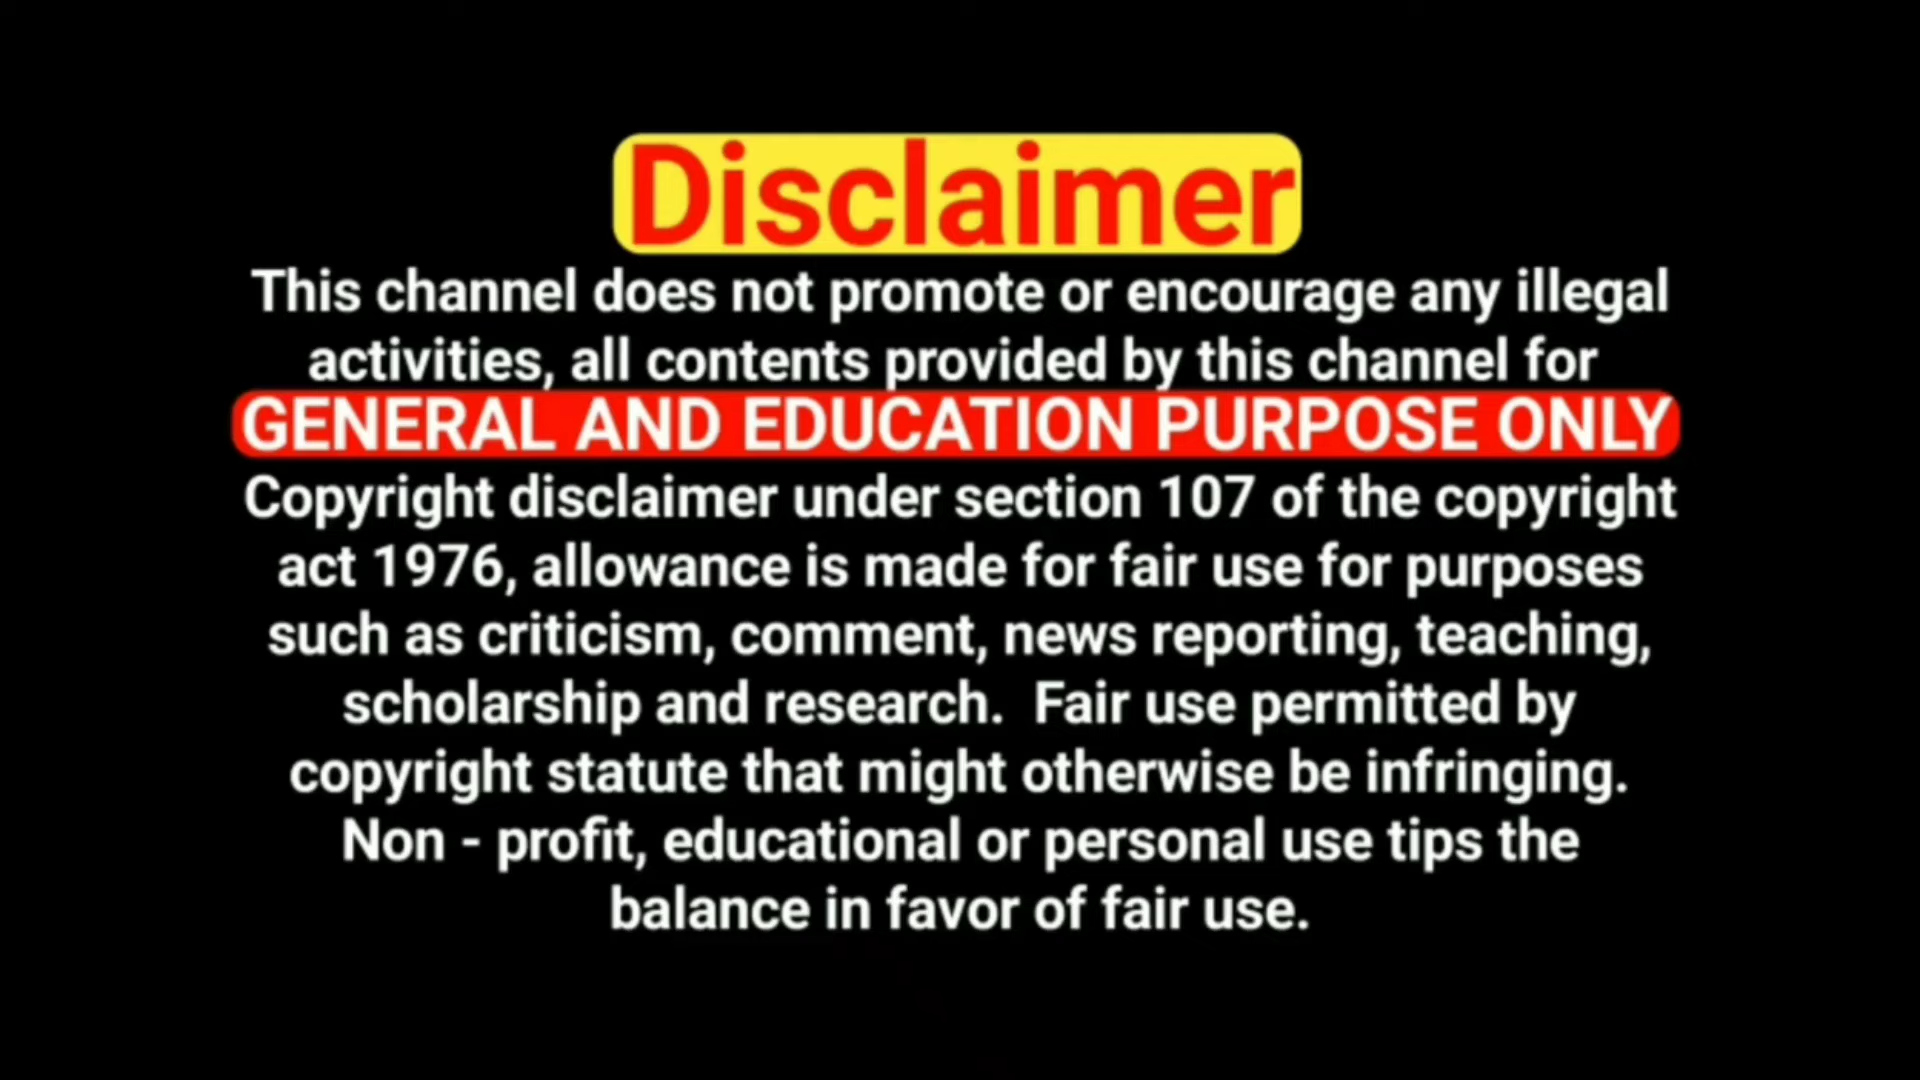 Disclaimer
This channel does not promote or encourage any illegal
activities, all contents provided by this channel for
GENERAL AND EDUCATION PURPOSE ONLY
Copyright disclaimer under section 107 of the copyright
act 1976, allowance is made for fair use for purposes
such as criticism, comment, news reporting, teaching,
scholarship and research.  Fair use permitted by
copyright statute that might otherwise be infringing.
Non - profit, educational or personal use tips the
balance in favor of fair use.